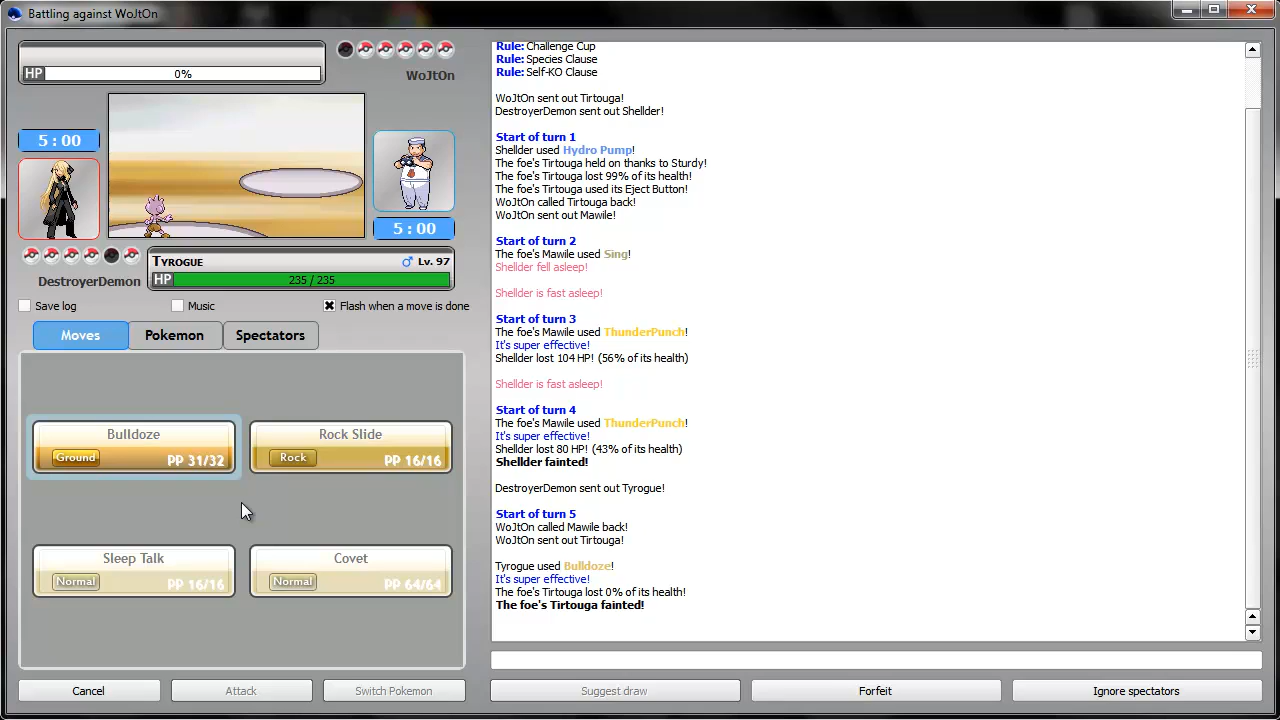 Battling against WoJtOn
HP 0%
WoJtOn
5:00
5:00
TYROGUE ♂ Lv. 97
HP 235 / 235
DestroyerDemon
Save log
Music
Flash when a move is done
Moves
Pokemon
Spectators
Bulldoze
Ground PP 31/32
Rock Slide
Rock PP 16/16
Sleep Talk
Normal PP 16/16
Covet
Normal PP 64/64
Cancel
Attack
Switch Pokemon
Rule: Challenge Cup
Rule: Species Clause
Rule: Self-KO Clause
WoJtOn sent out Tirtouga!
DestroyerDemon sent out Shellder!
Start of turn 1
Shellder used Hydro Pump!
The foe's Tirtouga held on thanks to Sturdy!
The foe's Tirtouga lost 99% of its health!
The foe's Tirtouga used its Eject Button!
WoJtOn called Tirtouga back!
WoJtOn sent out Mawile!
Start of turn 2
The foe's Mawile used Sing!
Shellder fell asleep!
Shellder is fast asleep!
Start of turn 3
The foe's Mawile used ThunderPunch!
It's super effective!
Shellder lost 104 HP! (56% of its health)
Shellder is fast asleep!
Start of turn 4
The foe's Mawile used ThunderPunch!
It's super effective!
Shellder lost 80 HP! (43% of its health)
Shellder fainted!
DestroyerDemon sent out Tyrogue!
Start of turn 5
WoJtOn called Mawile back!
WoJtOn sent out Tirtouga!
Tyrogue used Bulldoze!
It's super effective!
The foe's Tirtouga lost 0% of its health!
The foe's Tirtouga fainted!
Suggest draw
Forfeit
Ignore spectators